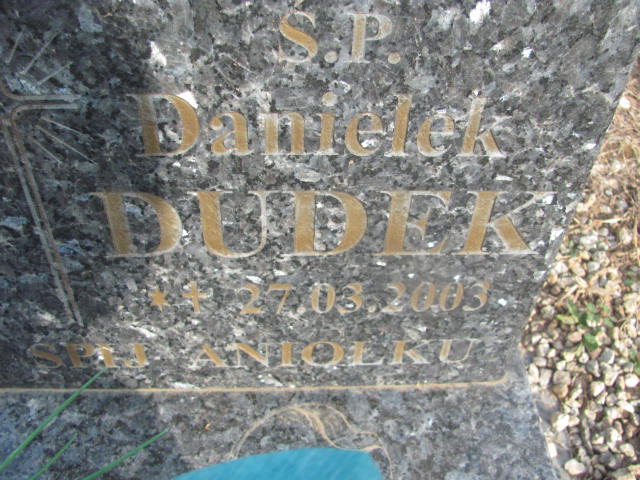 Ś.P.
Danielek
DUDEK
* † 27.03.2003
ŚPIJ ANIOŁKU